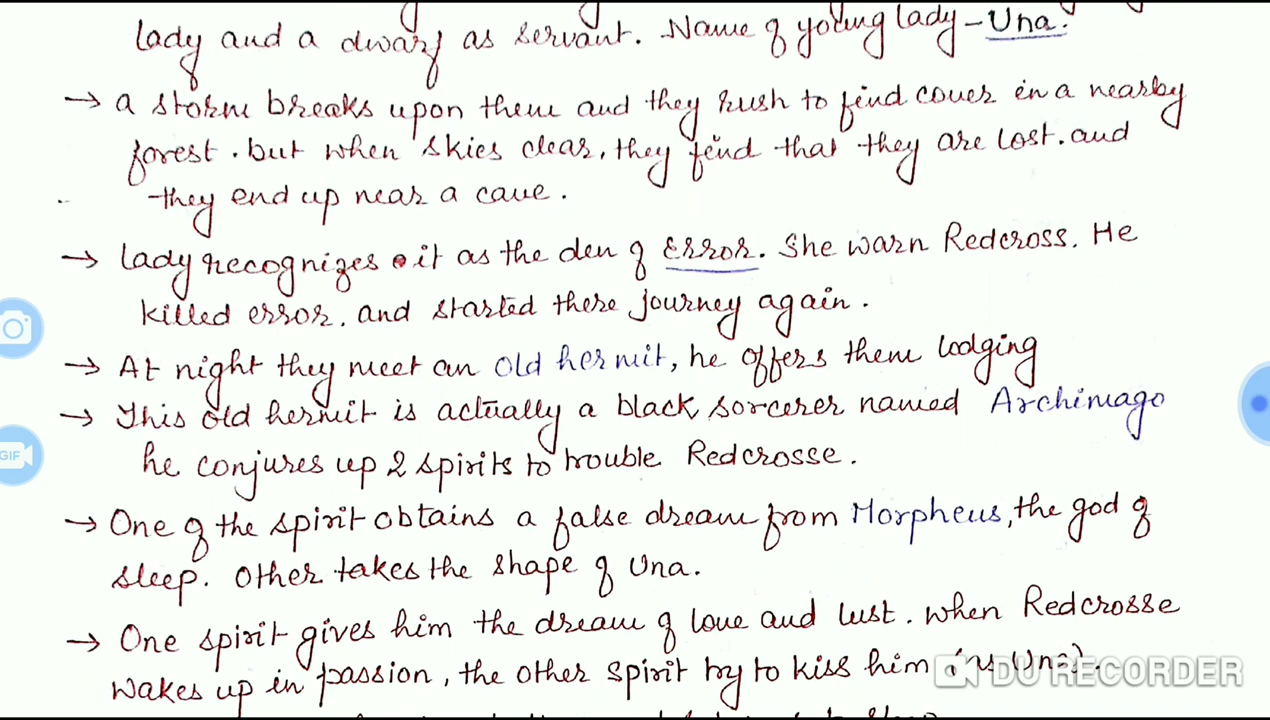 lady and a dwarf as servant. Name of young lady - Una.
→ a storm breaks upon them and they rush to find cover in a nearby
forest. but when skies clear, they find that they are lost. and
they end up near a cave.
→ lady recognizes it as the den of Error. She warn Redcross. He
killed error. and started there journey again.
→ At night they meet an old hermit, he offers them lodging
→ This old hermit is actually a black sorcerer named Archimago
he conjures up 2 spirits to trouble Redcrosse.
→ One of the spirit obtains a false dream from Morpheus, the god of
sleep. Other takes the shape of Una.
→ One spirit gives him the dream of love and lust. when Redcrosse
wakes up in passion, the other spirit try to kiss him (as Una).
GIF
DU RECORDER